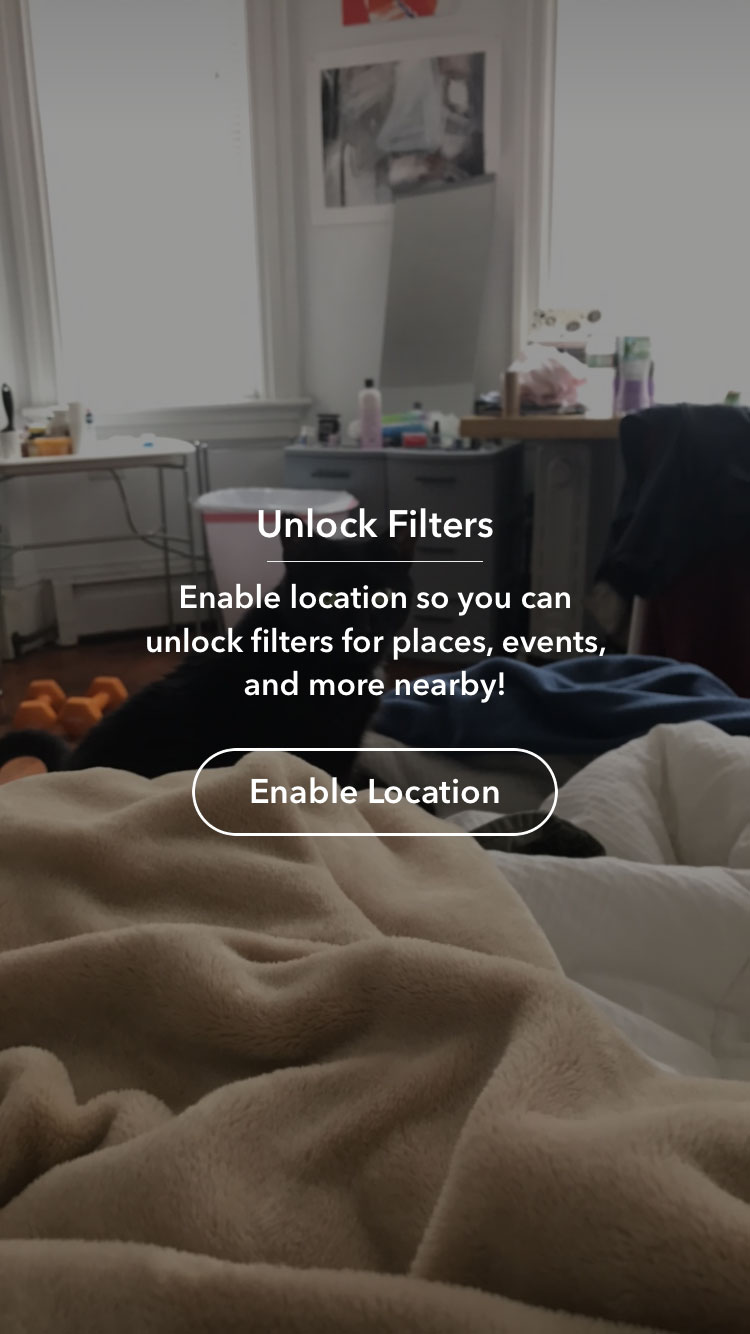 Unlock Filters
Enable location so you can
unlock filters for places, events,
and more nearby!
Enable Location